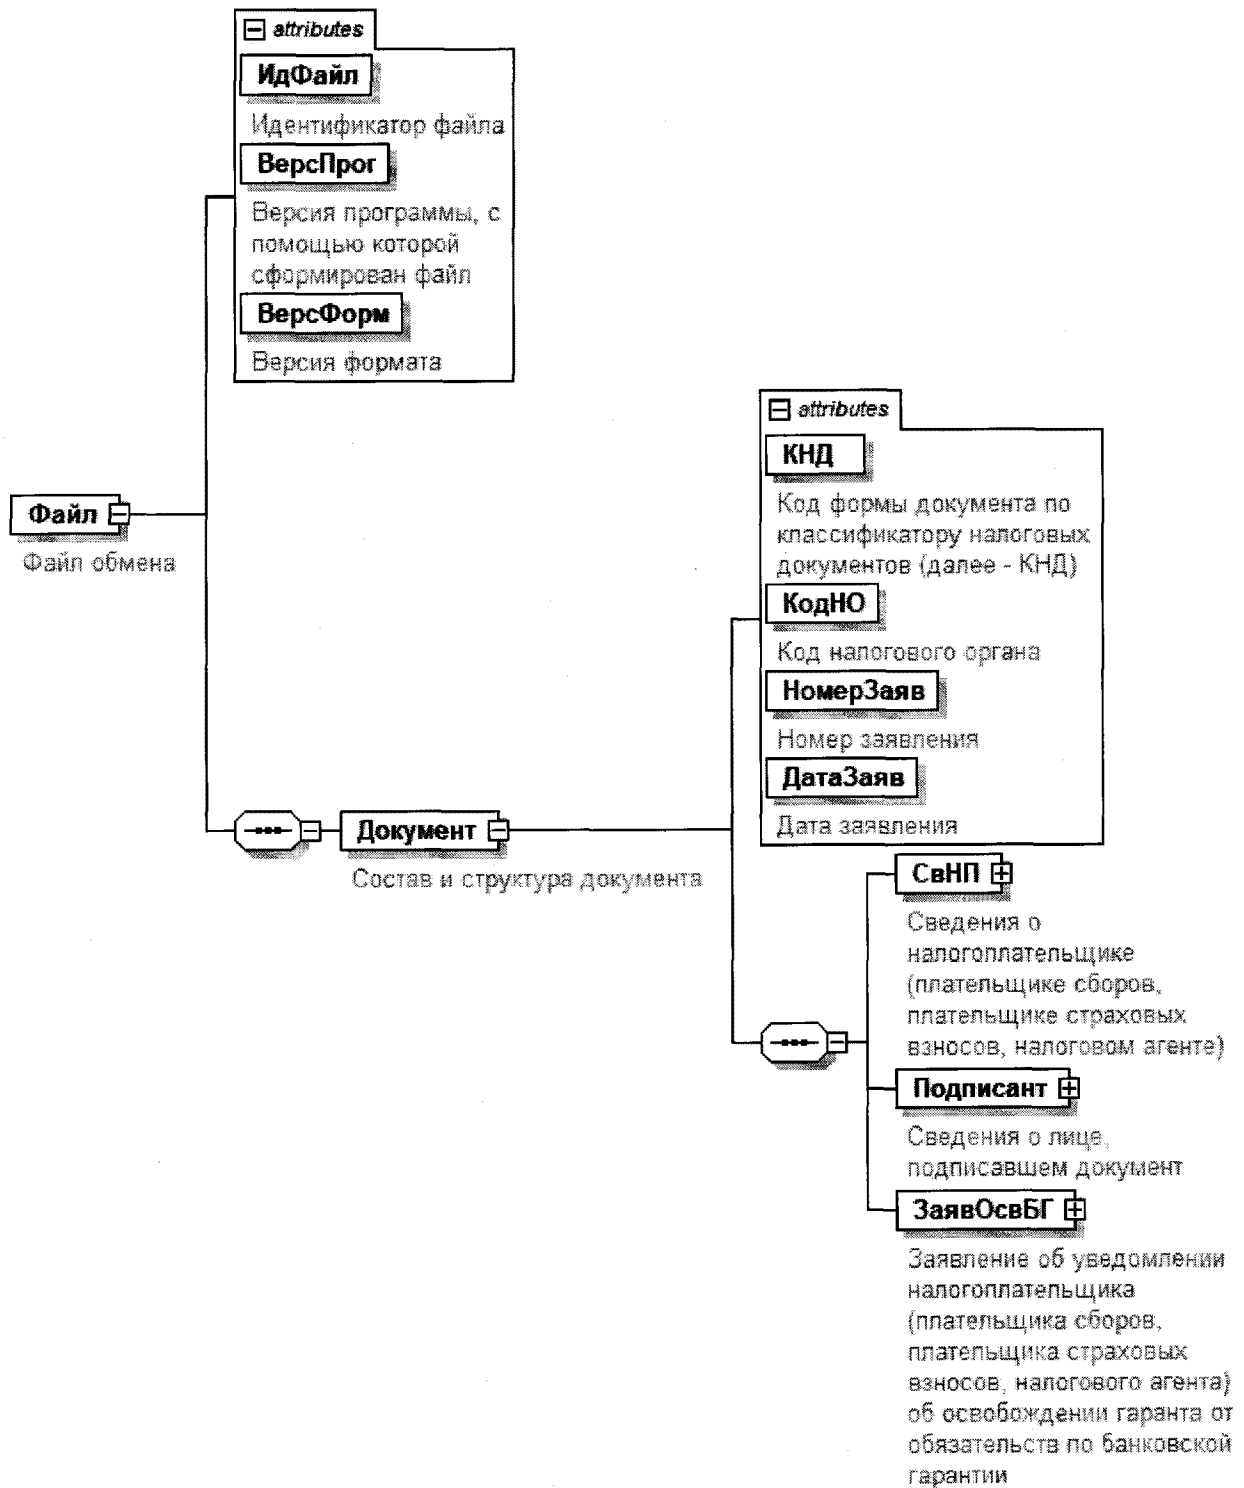 attributes
ИдФайл
Идентификатор файла
ВерсПрог
Версия программы, с
помощью которой
сформирован файл
ВерсФорм
Версия формата
Файл
Файл обмена
Документ
Состав и структура документа
attributes
КНД
Код формы документа по
классификатору налоговых
документов (далее - КНД)
КодНО
Код налогового органа
НомерЗаяв
Номер заявления
ДатаЗаяв
Дата заявления
СвНП
Сведения о
налогоплательщике
(плательщике сборов,
плательщике страховых
взносов, налоговом агенте)
Подписант
Сведения о лице,
подписавшем документ
ЗаявОсвБГ
Заявление об уведомлении
налогоплательщика
(плательщика сборов,
плательщика страховых
взносов, налогового агента)
об освобождении гаранта от
обязательств по банковской
гарантии